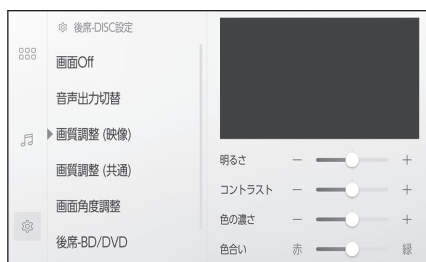 後席-DISC設定
画面Off
音声出力切替
画質調整 (映像)
画質調整 (共通)
画面角度調整
後席-BD/DVD
明るさ － ＋
コントラスト － ＋
色の濃さ － ＋
色合い 赤 緑